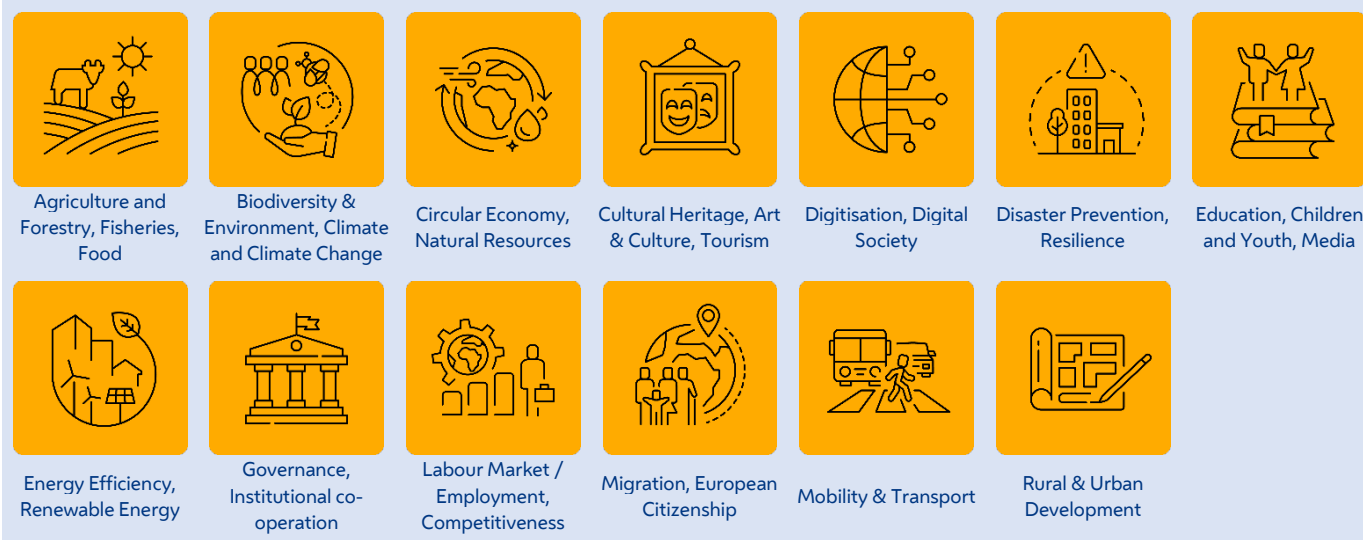 Agriculture and
Forestry, Fisheries,
Food
Biodiversity &
Environment, Climate
and Climate Change
Circular Economy,
Natural Resources
Cultural Heritage, Art
& Culture, Tourism
Digitisation, Digital
Society
Disaster Prevention,
Resilience
Education, Children
and Youth, Media
Energy Efficiency,
Renewable Energy
Governance,
Institutional co-
operation
Labour Market /
Employment,
Competitiveness
Migration, European
Citizenship
Mobility & Transport
Rural & Urban
Development